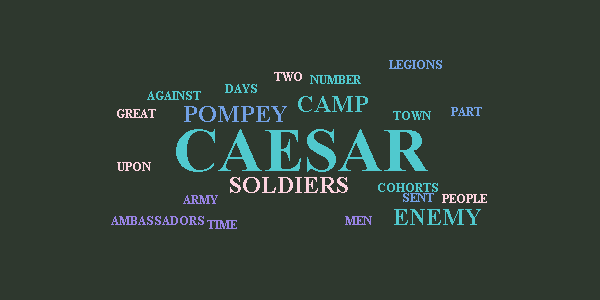 LEGIONS
TWO
NUMBER
DAYS
AGAINST
CAMP
GREAT
POMPEY
TOWN
PART
CAESAR
UPON
SOLDIERS
COHORTS
ARMY
SENT
PEOPLE
AMBASSADORS
TIME
MEN
ENEMY